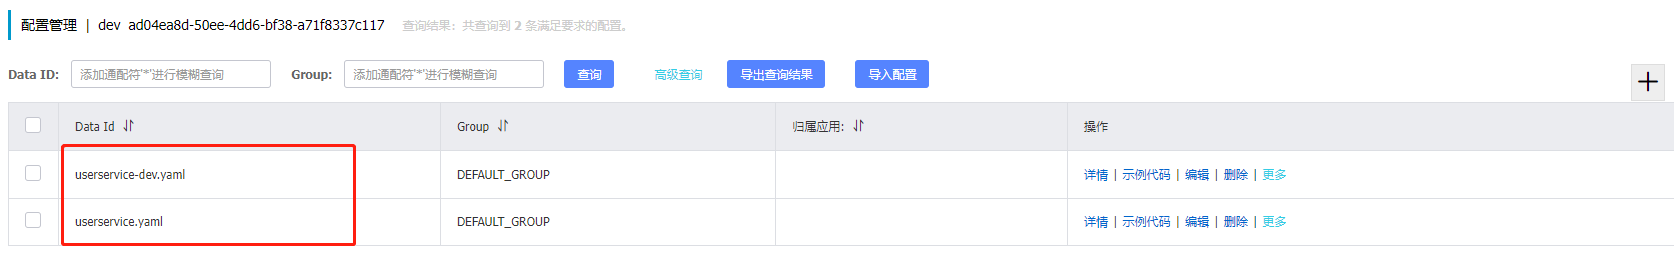 配置管理 | dev ad04ea8d-50ee-4dd6-bf38-a71f8337c117 查询结果：共查询到 2 条满足要求的配置。
Data ID: 添加通配符'*'进行模糊查询 Group: 添加通配符'*'进行模糊查询 查询 高级查询 导出查询结果 导入配置
Data Id Group 归属应用: 操作
userservice-dev.yaml DEFAULT_GROUP 详情 | 示例代码 | 编辑 | 删除 | 更多
userservice.yaml DEFAULT_GROUP 详情 | 示例代码 | 编辑 | 删除 | 更多